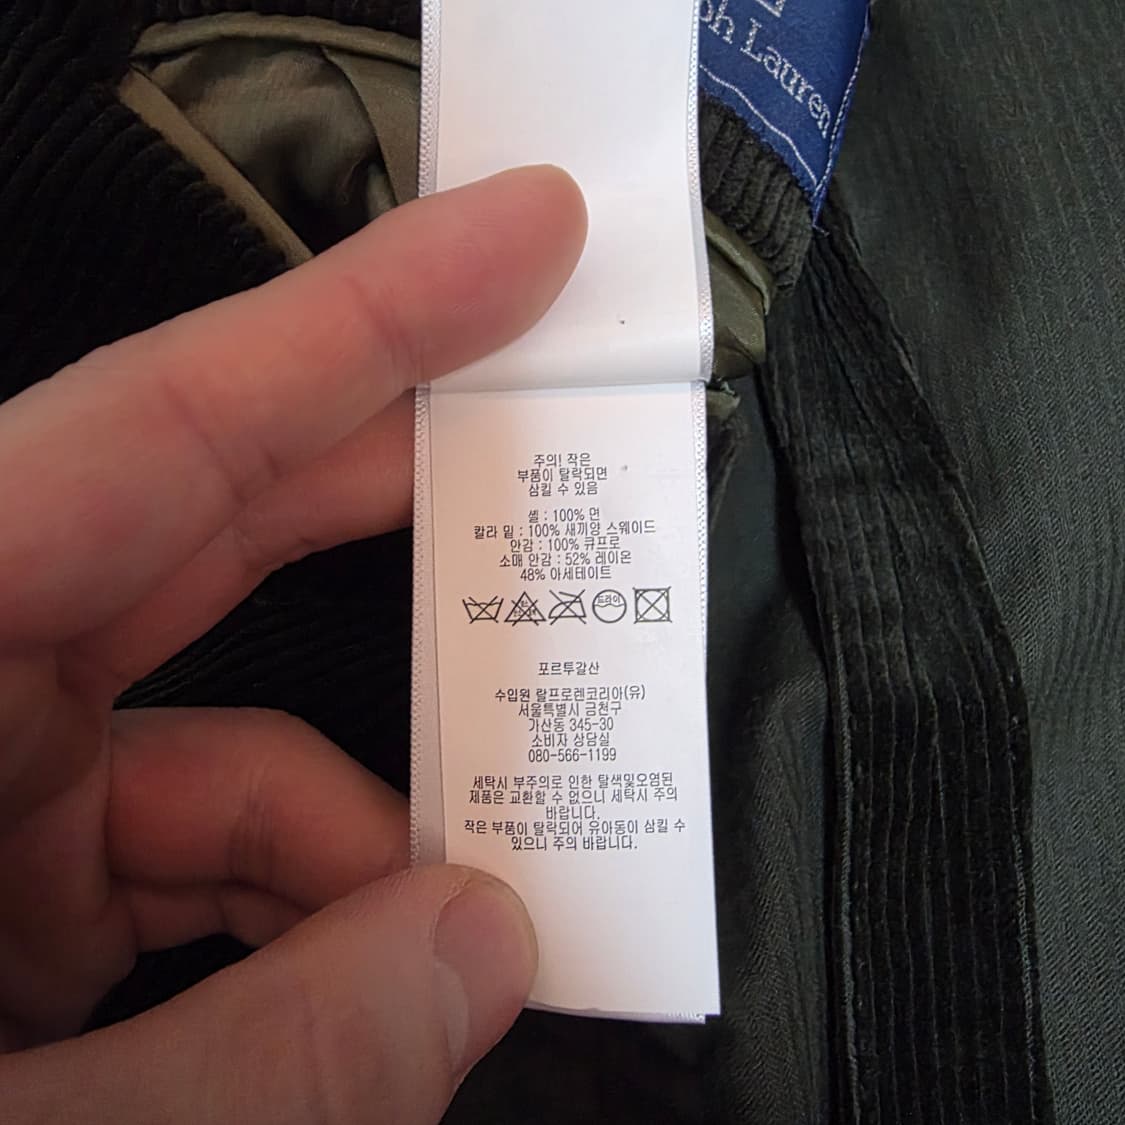 ph Lauren
주의! 작은
부품이 탈락되면
삼킬 수 있음
셸 : 100% 면
칼라 밑 : 100% 새끼양 스웨이드
안감 : 100% 큐프로
소매 안감 : 52% 레이온
48% 아세테이트
드라이
포르투갈산
수입원 랄프로렌코리아(유)
서울특별시 금천구
가산동 345-30
소비자 상담실
080-566-1199
세탁시 부주의로 인한 탈색및오염된
제품은 교환할 수 없으니 세탁시 주의
바랍니다.
작은 부품이 탈락되어 유아동이 삼킬 수
있으니 주의 바랍니다.